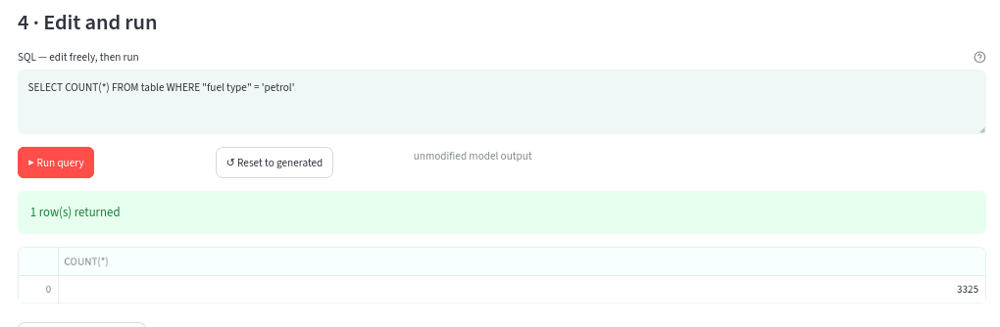 4 · Edit and run
SQL — edit freely, then run
SELECT COUNT(*) FROM table WHERE "fuel type" = 'petrol'
▸ Run query
↺ Reset to generated
unmodified model output
1 row(s) returned
COUNT(*)
0 3325